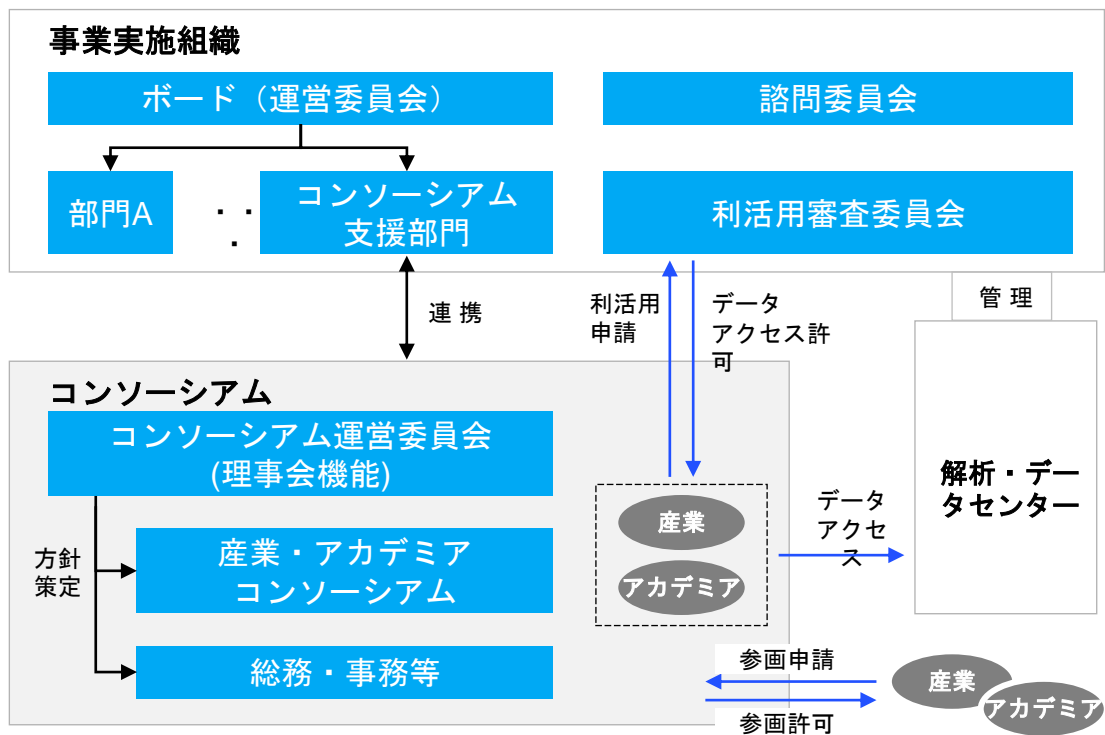 事業実施組織
ボード（運営委員会）
諮問委員会
部門A
・・
・
コンソーシアム
支援部門
利活用審査委員会
連 携
利活用
申請
データ
アクセス許
可
管 理
コンソーシアム
コンソーシアム運営委員会
(理事会機能)
方針
策定
産業・アカデミア
コンソーシアム
総務・事務等
産業
アカデミア
データ
アクセ
ス
解析・デー
タセンター
参画申請
参画許可
産業
アカデミア